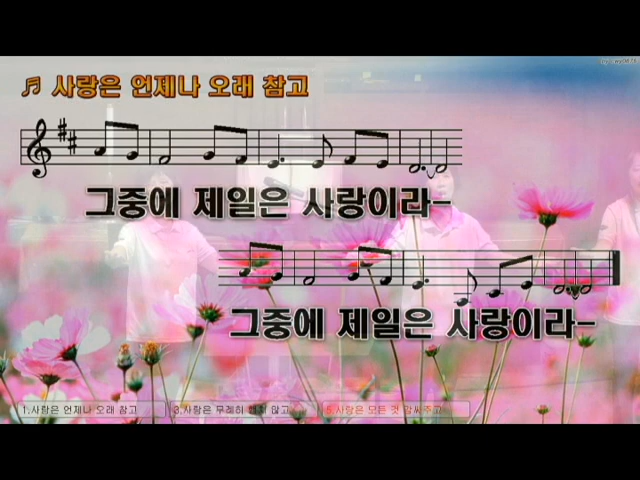 ♬ 사랑은 언제나 오래 참고
그중에 제일은 사랑이라-
그중에 제일은 사랑이라-
1.사랑은 언제나 오래 참고 3.사랑은 무례히 행치 않고 5.사랑은 모든 것 감싸주고